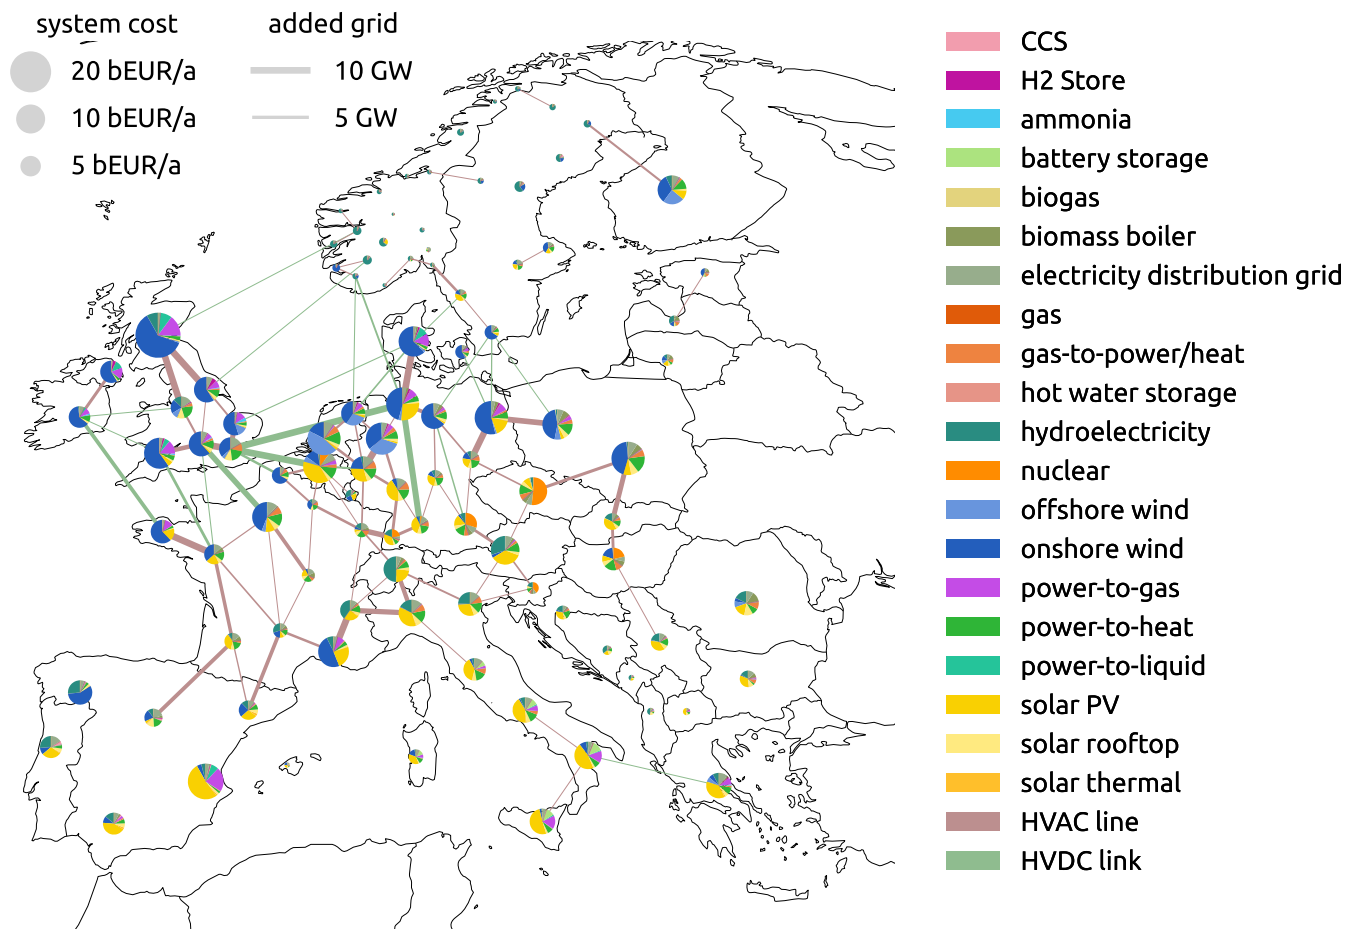 system cost
20 bEUR/a
10 bEUR/a
5 bEUR/a
added grid
10 GW
5 GW
CCS
H2 Store
ammonia
battery storage
biogas
biomass boiler
electricity distribution grid
gas
gas-to-power/heat
hot water storage
hydroelectricity
nuclear
offshore wind
onshore wind
power-to-gas
power-to-heat
power-to-liquid
solar PV
solar rooftop
solar thermal
HVAC line
HVDC link